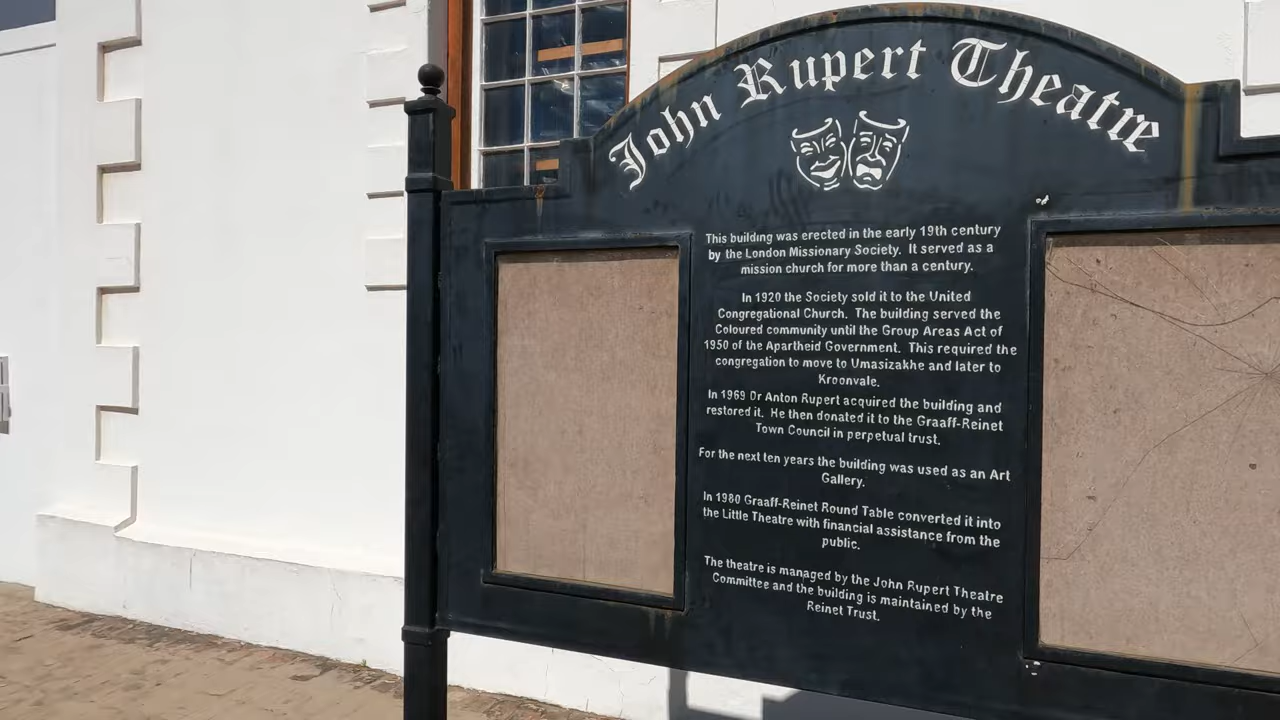 John Rupert Theatre
This building was erected in the early 19th century
by the London Missionary Society. It served as a
mission church for more than a century.
In 1920 the Society sold it to the United
Congregational Church. The building served the
Coloured community until the Group Areas Act of
1950 of the Apartheid Government. This required the
congregation to move to Umasizakhe and later to
Kroonvale.
In 1969 Dr Anton Rupert acquired the building and
restored it. He then donated it to the Graaff-Reinet
Town Council in perpetual trust.
For the next ten years the building was used as an Art
Gallery.
In 1980 Graaff-Reinet Round Table converted it into
the Little Theatre with financial assistance from the
public.
The theatre is managed by the John Rupert Theatre
Committee and the building is maintained by the
Reinet Trust.